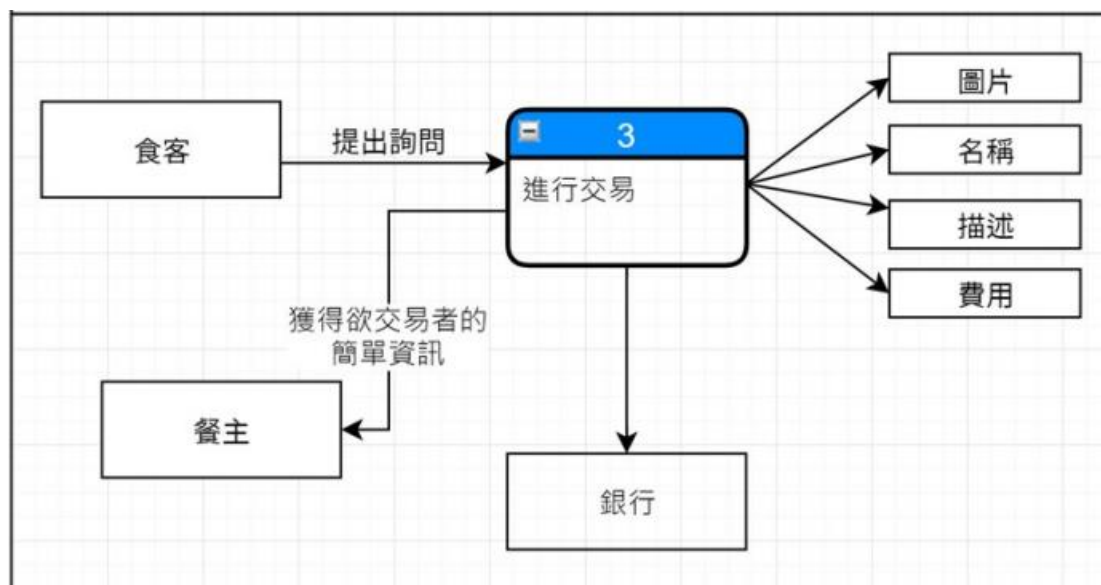 食客
提出詢問
3
進行交易
圖片
名稱
描述
費用
獲得欲交易者的
簡單資訊
餐主
銀行